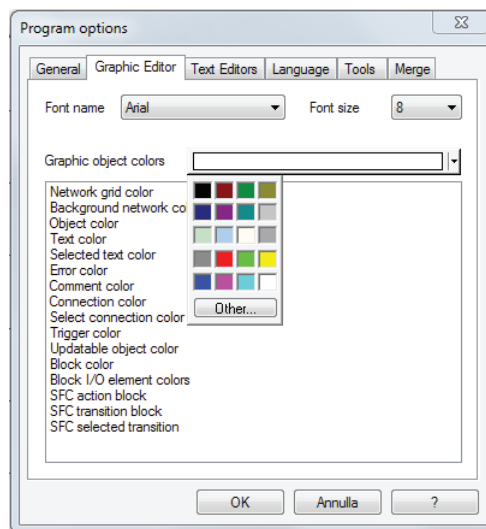 Program options
General Graphic Editor Text Editors Language Tools Merge
Font name Arial Font size 8
Graphic object colors
Network grid color
Background network col
Object color
Text color
Selected text color
Error color
Comment color
Connection color
Select connection color
Other...
Trigger color
Updatable object color
Block color
Block I/O element colors
SFC action block
SFC transition block
SFC selected transition
OK Annulla ?